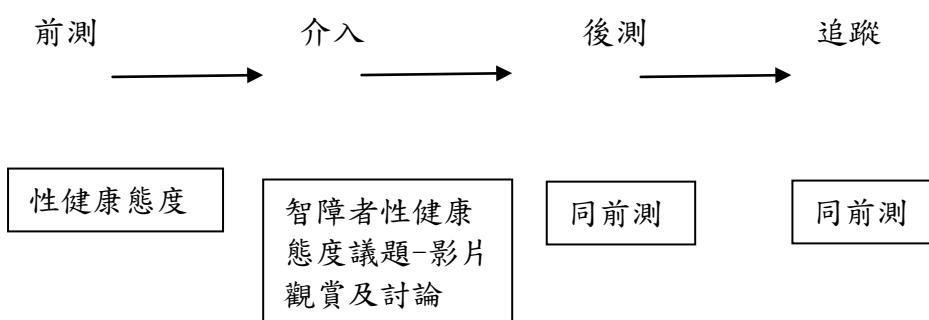 前測 介入 後測 追蹤
性健康態度
智障者性健康
態度議題-影片
觀賞及討論
同前測
同前測